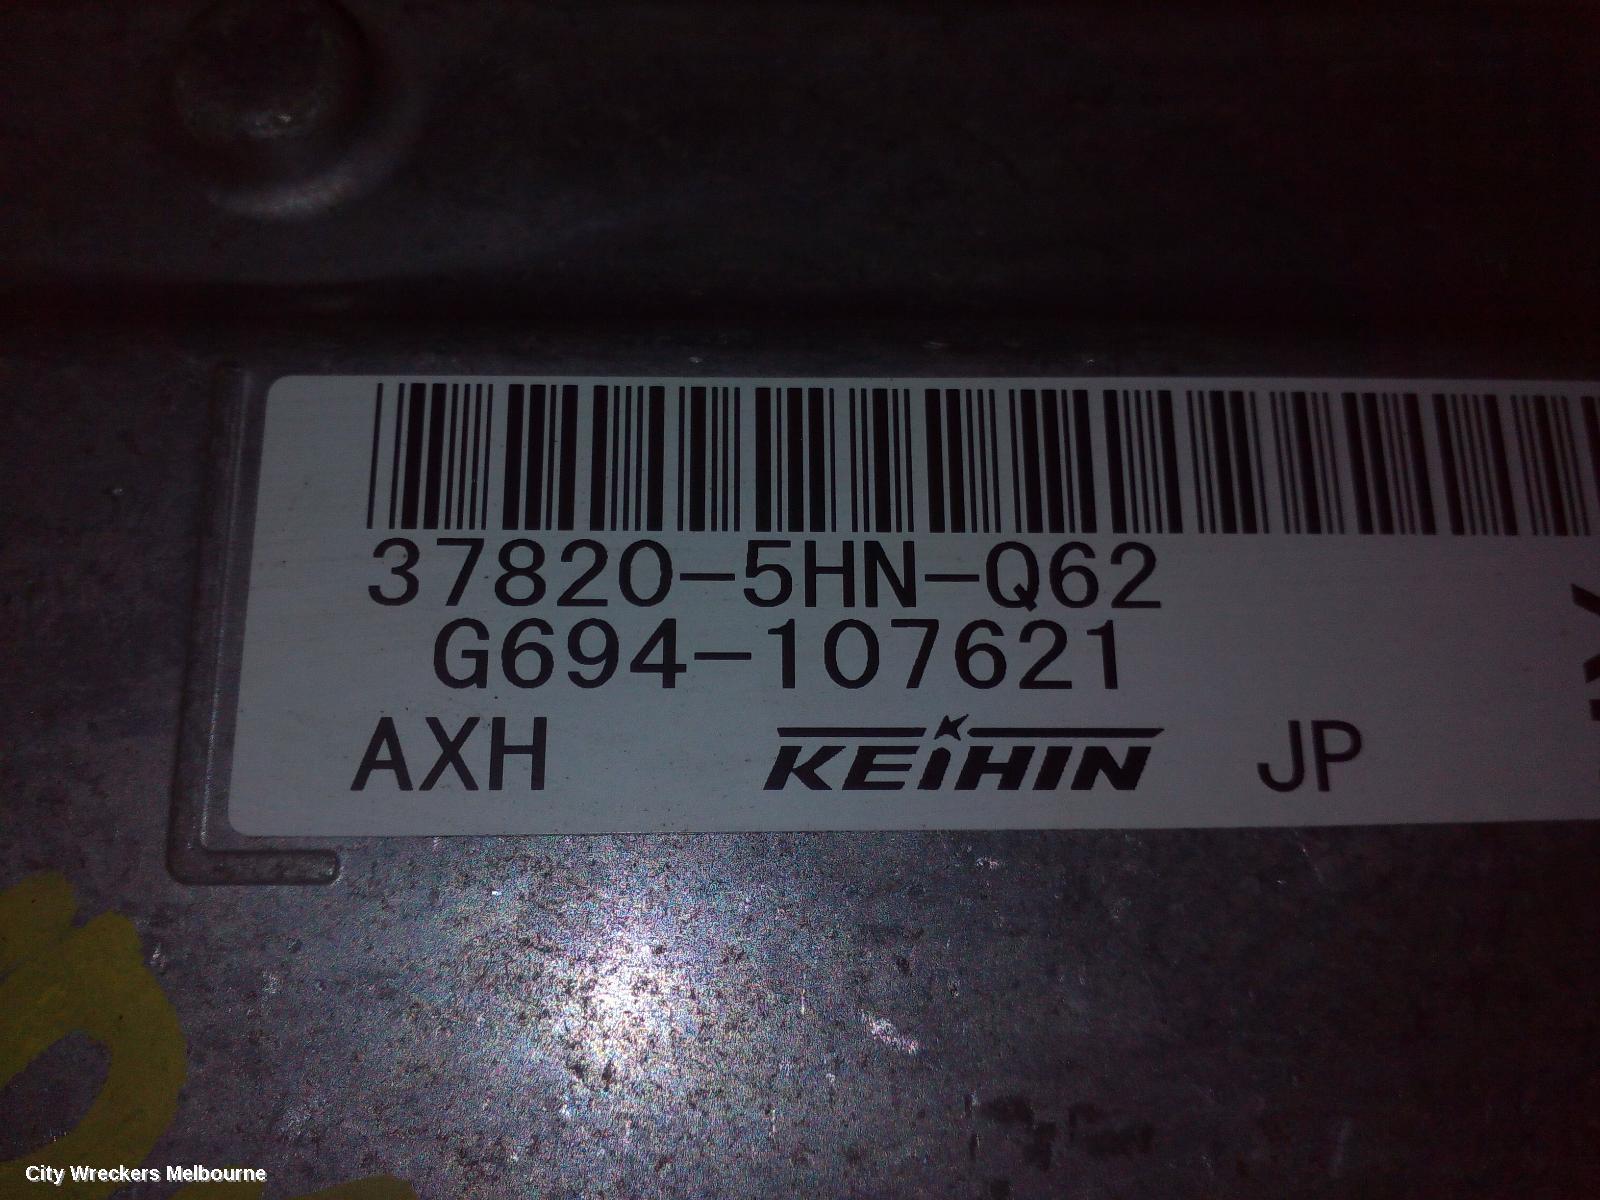 37820-5HN-Q62
G694-107621
AXH KEIHIN JP
City Wreckers Melbourne